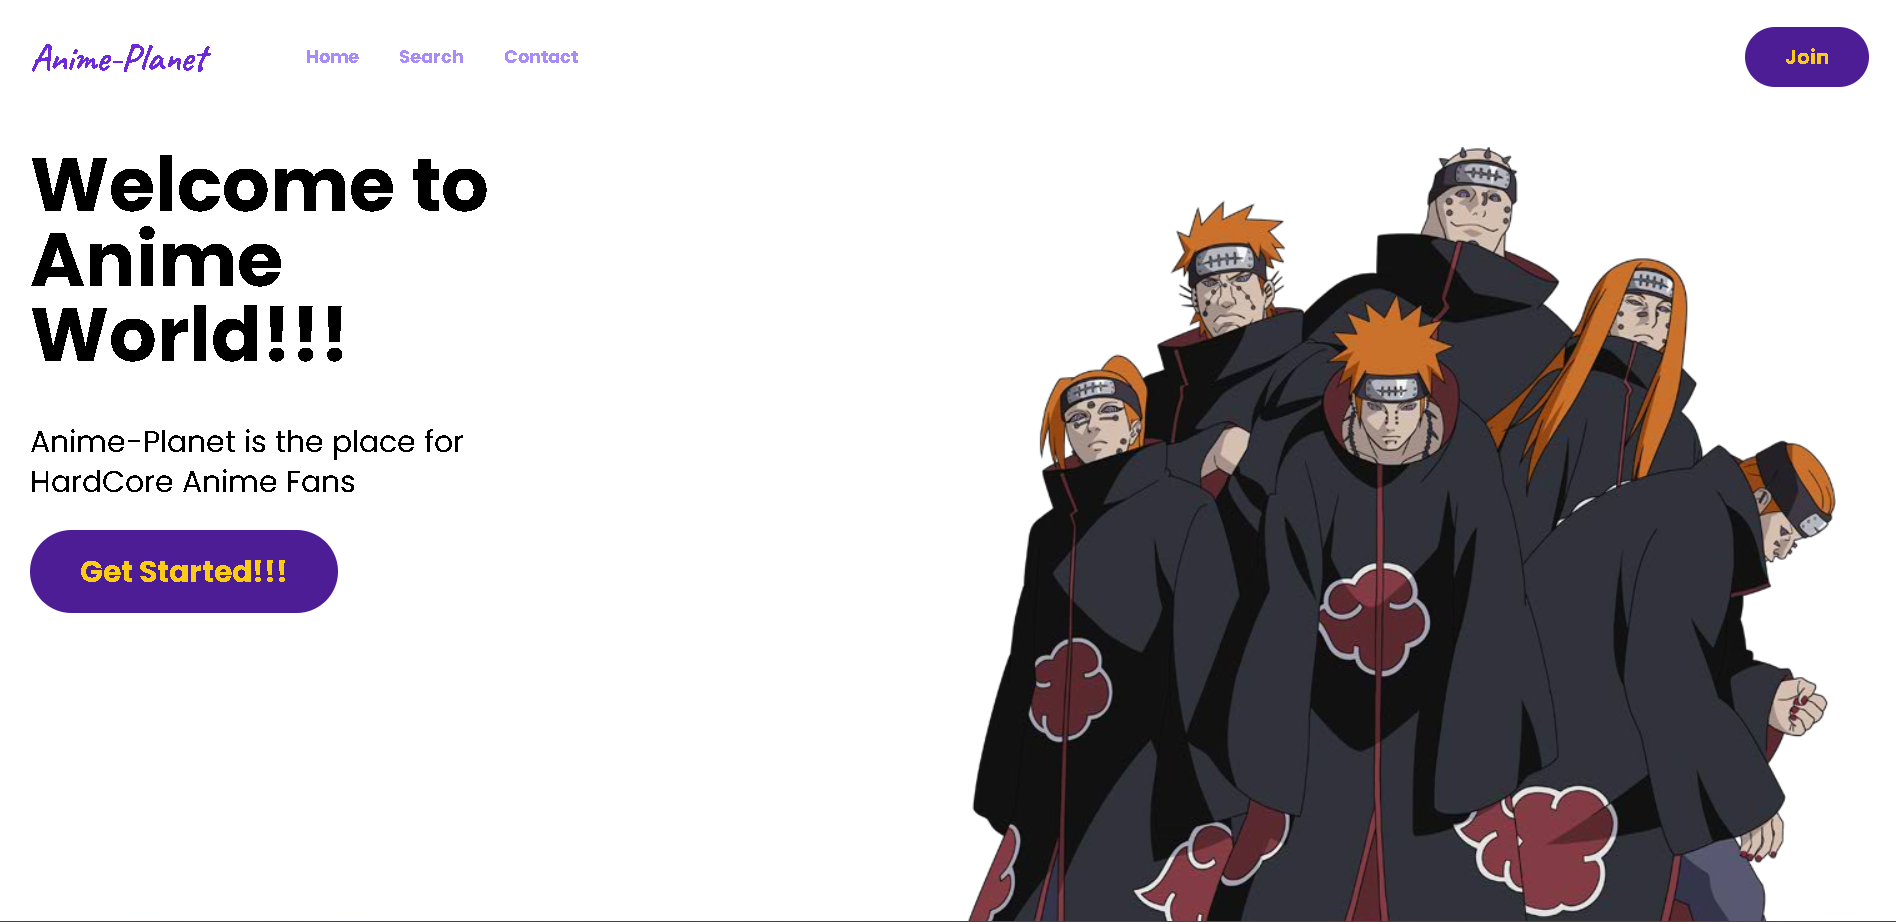 Anime-Planet
Home Search Contact
Join
Welcome to
Anime
World!!!
Anime-Planet is the place for
HardCore Anime Fans
Get Started!!!